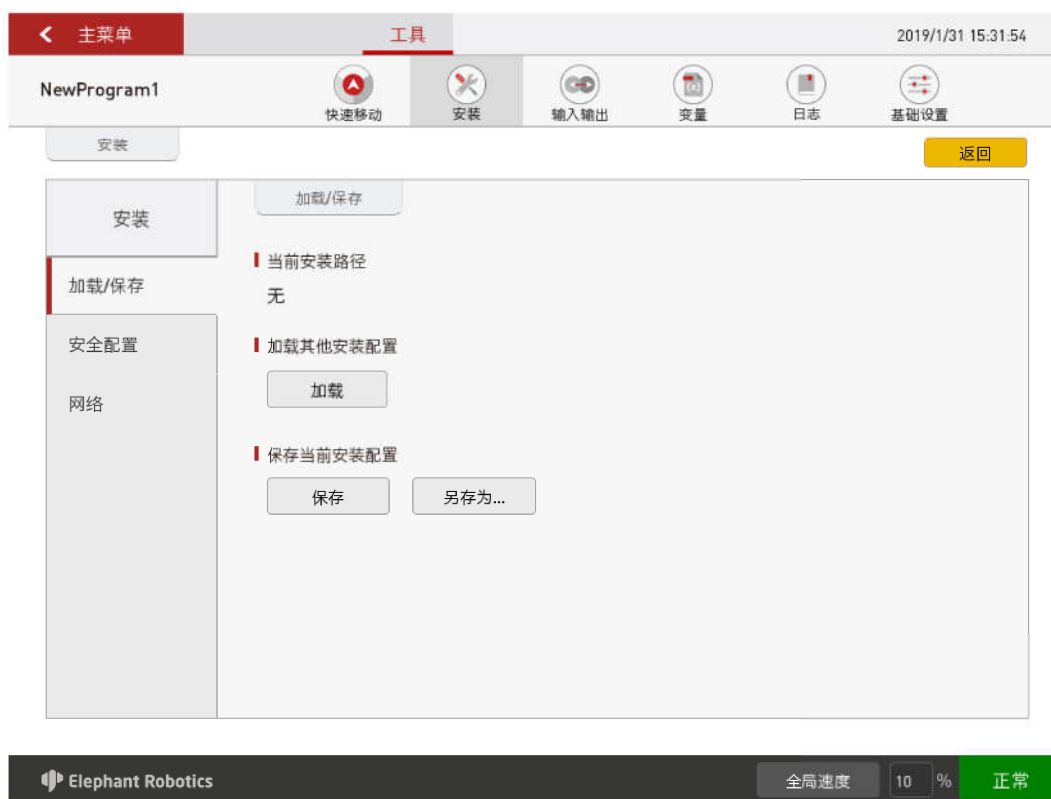 主菜单
工具
2019/1/31 15:31:54
NewProgram1
快速移动
安装
输入输出
变量
日志
基础设置
安装
返回
安装
加载/保存
安全配置
网络
加载/保存
当前安装路径
无
加载其他安装配置
加载
保存当前安装配置
保存
另存为...
Elephant Robotics
全局速度
10 %
正常